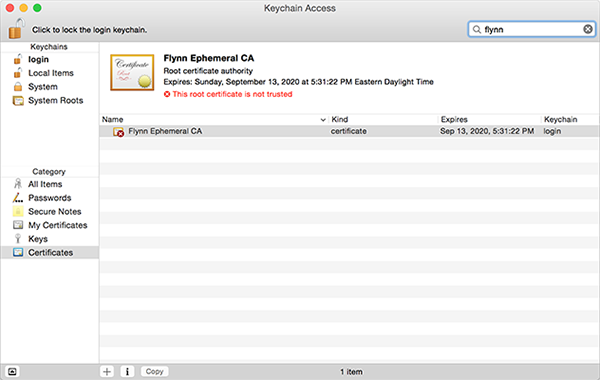 Keychain Access
Click to lock the login keychain.
flynn
Keychains
login
Local Items
System
System Roots
Certificate
Root
Flynn Ephemeral CA
Root certificate authority
Expires: Sunday, September 13, 2020 at 5:31:22 PM Eastern Daylight Time
This root certificate is not trusted
Name Kind Expires Keychain
Flynn Ephemeral CA certificate Sep 13, 2020, 5:31:22 PM login
Category
All Items
Passwords
Secure Notes
My Certificates
Keys
Certificates
+ i Copy 1 item